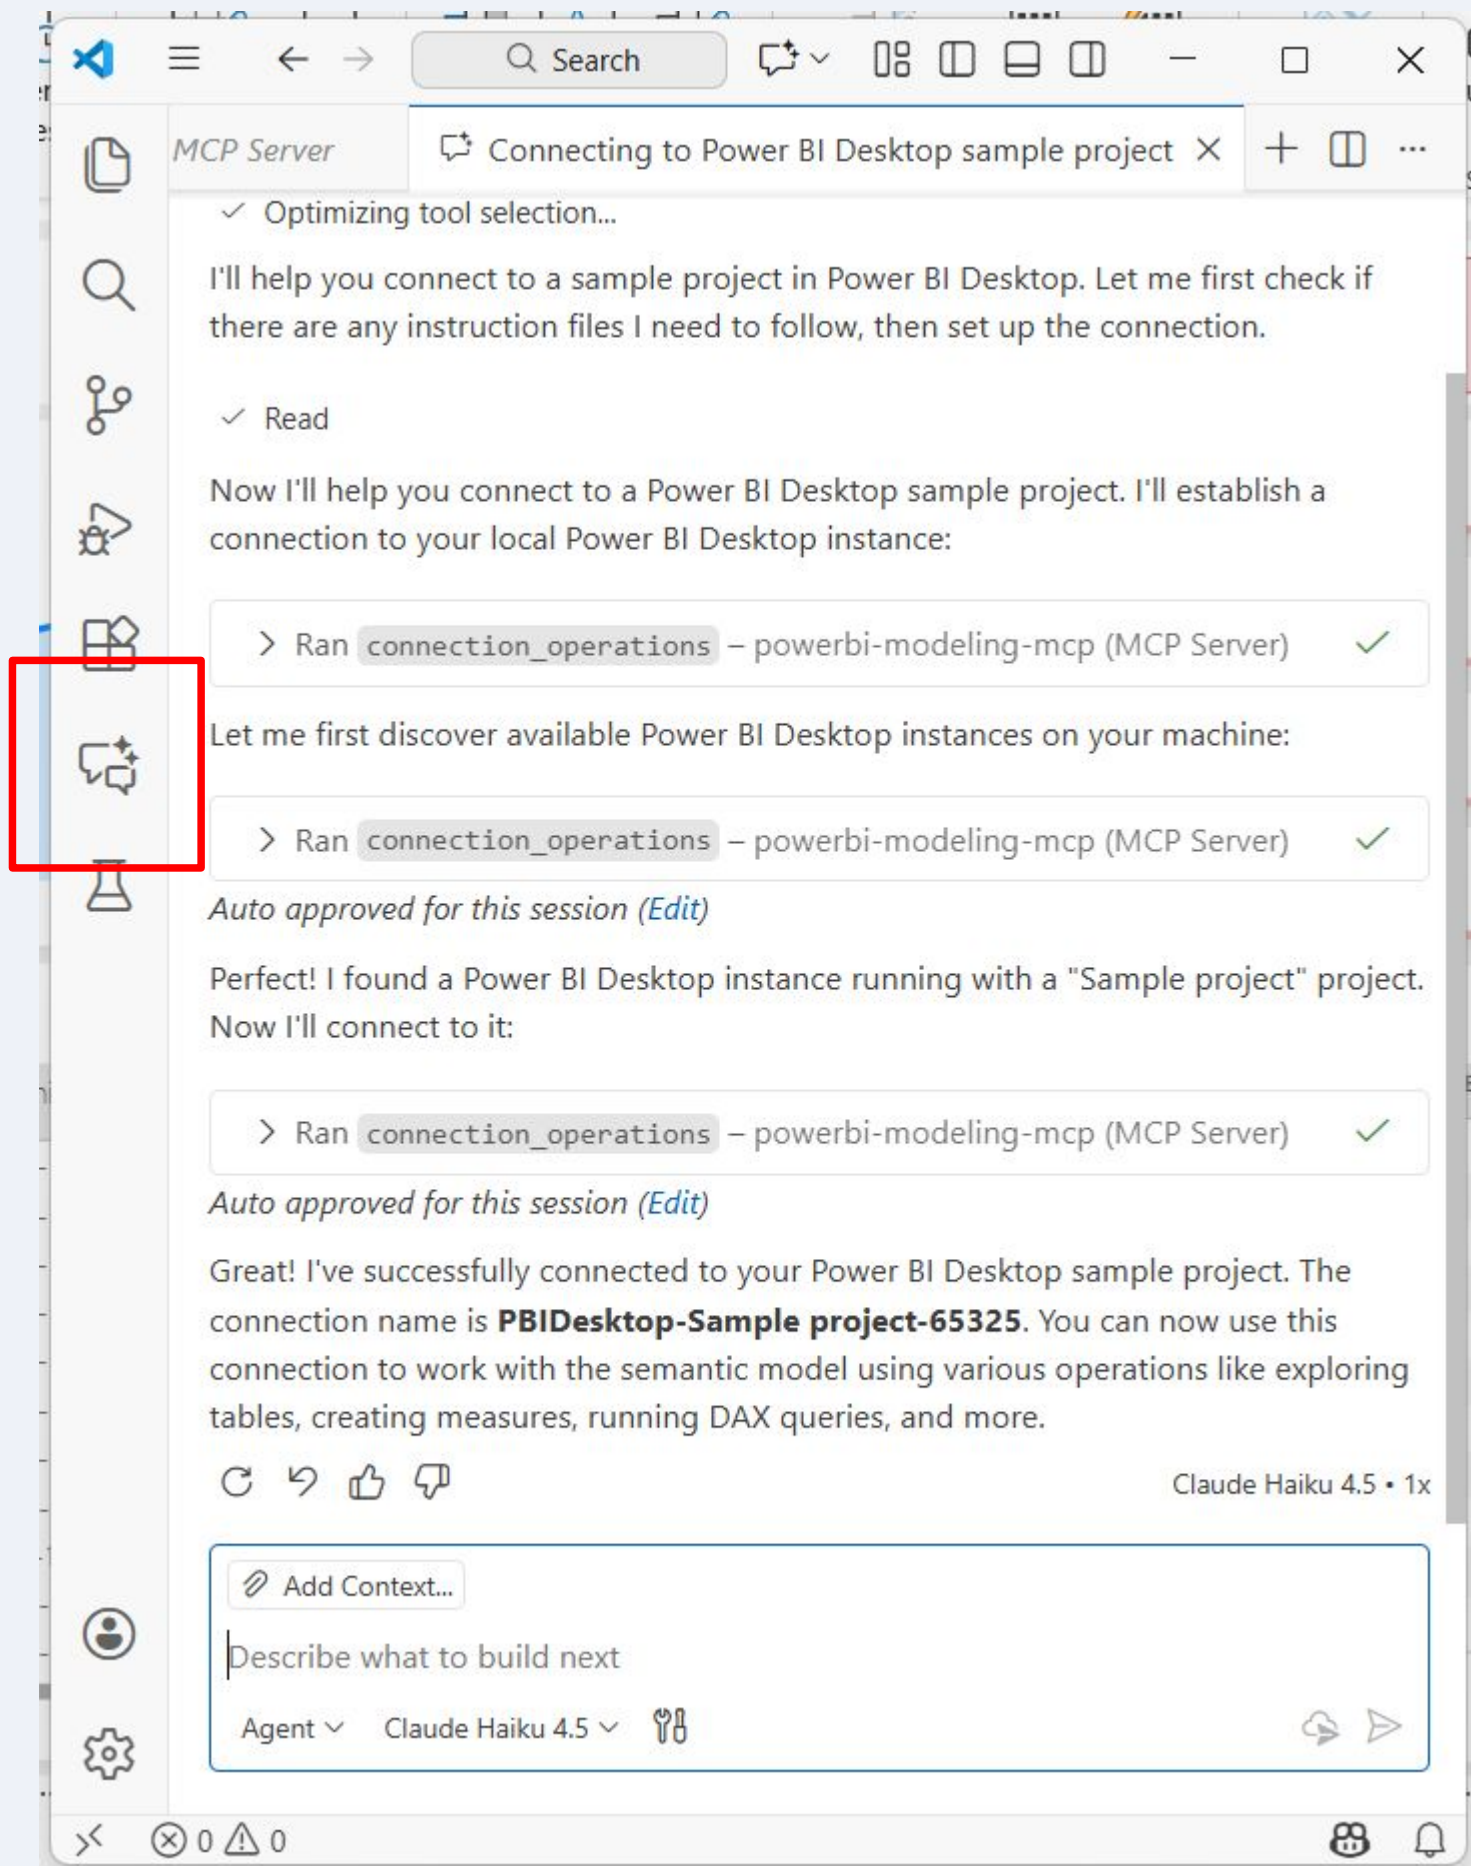 Search
MCP Server
Connecting to Power BI Desktop sample project
Optimizing tool selection...
I'll help you connect to a sample project in Power BI Desktop. Let me first check if
there are any instruction files I need to follow, then set up the connection.
Read
Now I'll help you connect to a Power BI Desktop sample project. I'll establish a
connection to your local Power BI Desktop instance:
Ran connection_operations – powerbi-modeling-mcp (MCP Server)
Let me first discover available Power BI Desktop instances on your machine:
Ran connection_operations – powerbi-modeling-mcp (MCP Server)
Auto approved for this session (Edit)
Perfect! I found a Power BI Desktop instance running with a "Sample project" project.
Now I'll connect to it:
Ran connection_operations – powerbi-modeling-mcp (MCP Server)
Auto approved for this session (Edit)
Great! I've successfully connected to your Power BI Desktop sample project. The
connection name is PBIDesktop-Sample project-65325. You can now use this
connection to work with the semantic model using various operations like exploring
tables, creating measures, running DAX queries, and more.
Claude Haiku 4.5 • 1x
Add Context...
Describe what to build next
Agent Claude Haiku 4.5
0 0